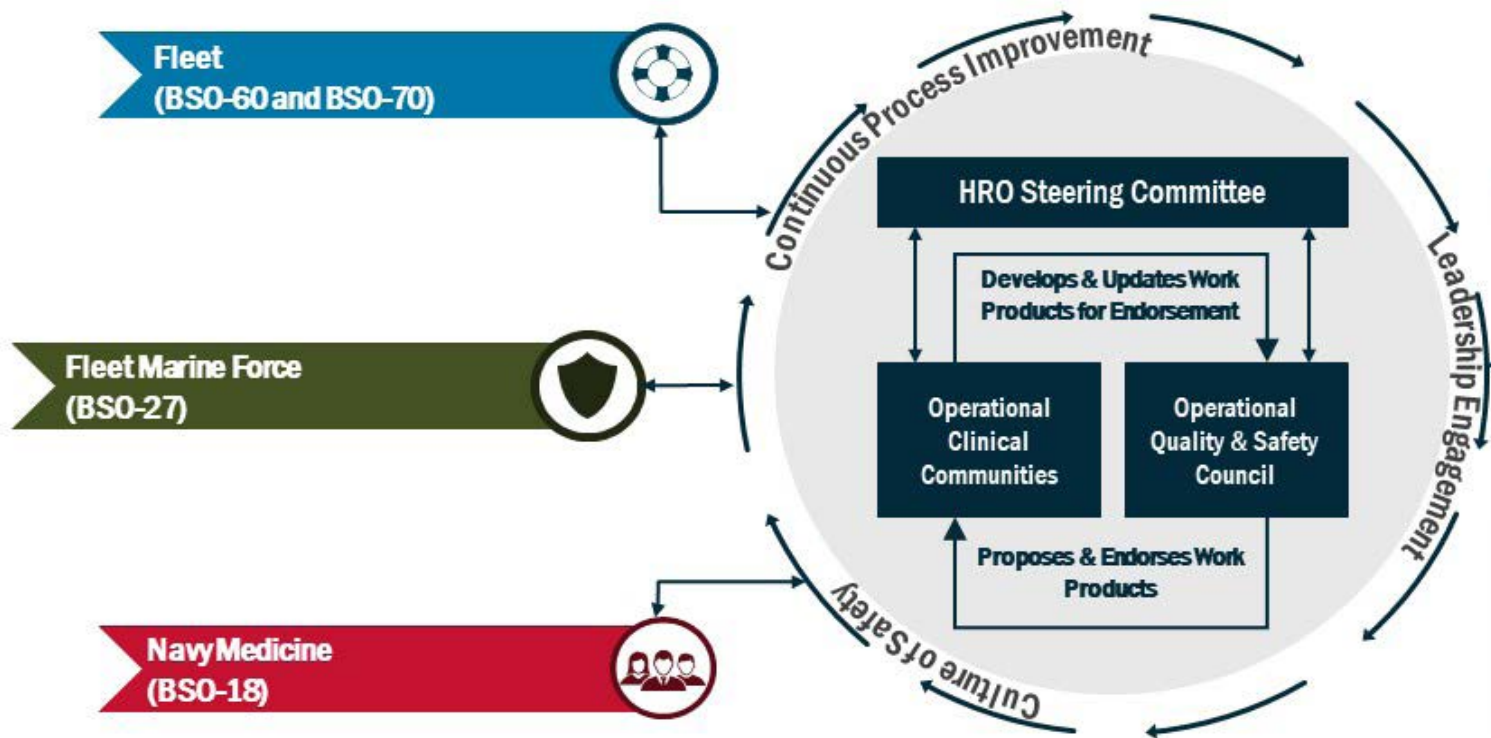 Fleet
(BSO-60 and BSO-70)
Fleet Marine Force
(BSO-27)
Navy Medicine
(BSO-18)
Continuous Process Improvement
Leadership Engagement
Culture of Safety
HRO Steering Committee
Develops & Updates Work
Products for Endorsement
Operational
Clinical
Communities
Operational
Quality & Safety
Council
Proposes & Endorses Work
Products